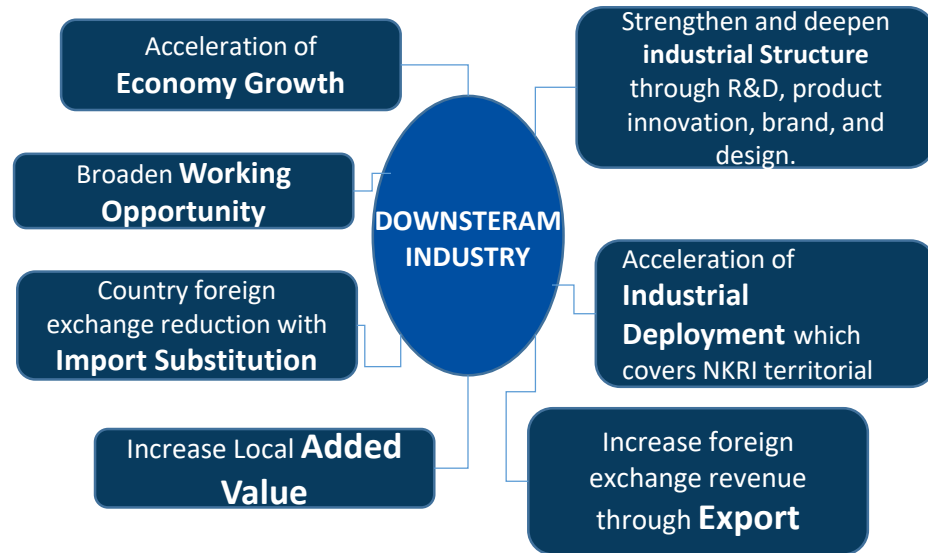 Acceleration of
Economy Growth
Broaden Working
Opportunity
Country foreign
exchange reduction with
Import Substitution
Increase Local Added
Value
DOWNSTERAM
INDUSTRY
Strengthen and deepen
industrial Structure
through R&D, product
innovation, brand, and
design.
Acceleration of
Industrial
Deployment which
covers NKRI territorial
Increase foreign
exchange revenue
through Export